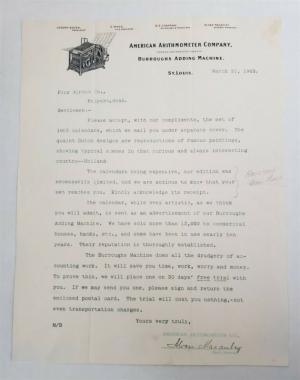 AMERICAN ARITHMOMETER COMPANY,
BURROUGHS ADDING MACHINE.
ST. LOUIS.
Gentlemen:-
Please accept, with our compliments, the set of
calendars, which we mail you under separate cover. The
quaint Dutch designs are reproductions of famous paintings,
showing typical scenes in that curious and always interesting
country--Holland.
The calendars being expensive, our edition was
necessarily limited, and we are anxious to know that your
set reaches you. Kindly acknowledge its receipt.
The calendar, while very artistic, as we think
you will admit, is sent as an advertisement of our Burroughs
Adding Machine. We have sold more than to commercial
houses, banks, etc., and some have been in use nearly ten
years. Their reputation is thoroughly established.
The Burroughs Machine does all the drudgery of ac-
counting work. It will save you time, work, worry and money.
To prove this, we will place one on 30 days' free trial with
you. If we may send you one, please sign and return the
enclosed postal card. The trial will cost you nothing,-not
even transportation charges.
Yours very truly,
AMERICAN ARITHMOMETER CO.